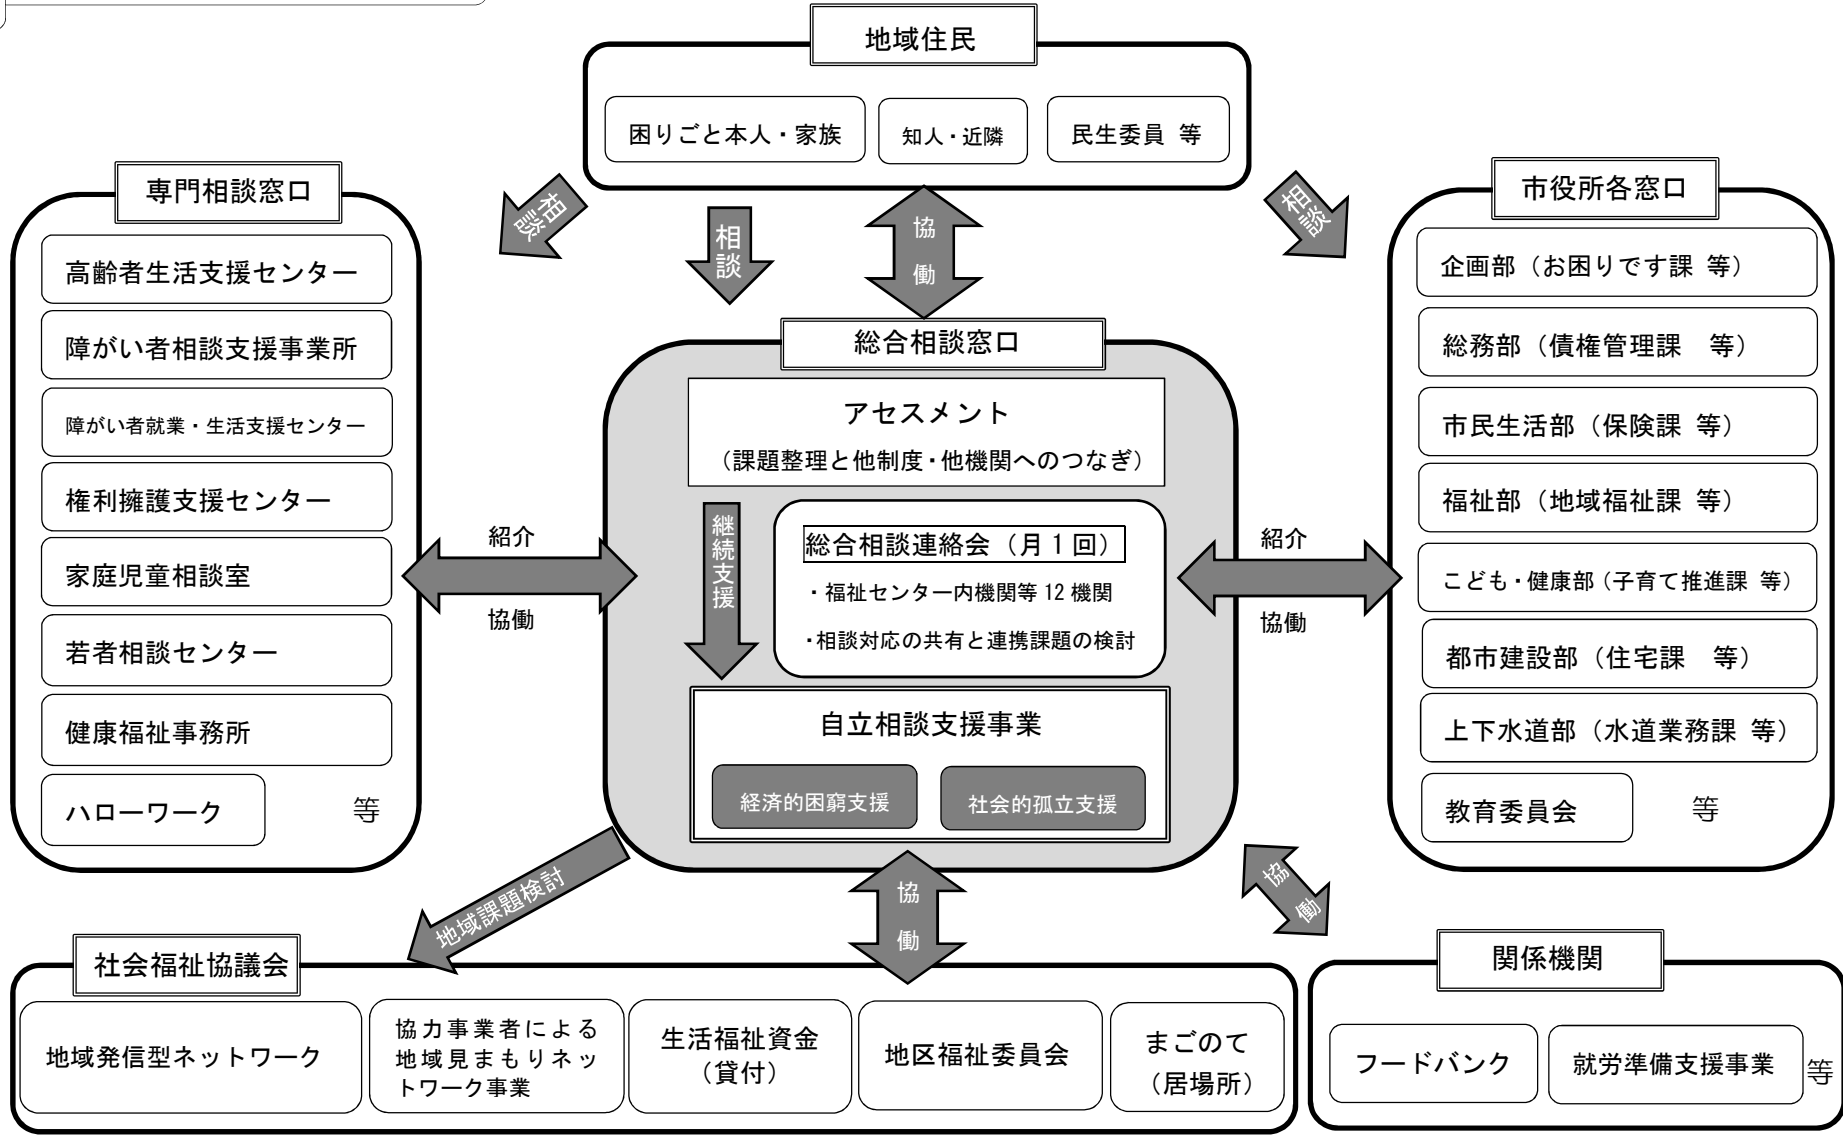 地域住民
困りごと本人・家族
知人・近隣
民生委員 等
相談
相談
協働
相談
専門相談窓口
高齢者生活支援センター
障がい者相談支援事業所
障がい者就業・生活支援センター
権利擁護支援センター
家庭児童相談室
若者相談センター
健康福祉事務所
ハローワーク
等
紹介
協働
総合相談窓口
アセスメント
（課題整理と他制度・他機関へのつなぎ）
継続支援
総合相談連絡会（月１回）
・福祉センター内機関等 12 機関
・相談対応の共有と連携課題の検討
自立相談支援事業
経済的困窮支援
社会的孤立支援
紹介
協働
市役所各窓口
企画部（お困りです課 等）
総務部（債権管理課　等）
市民生活部（保険課 等）
福祉部（地域福祉課 等）
こども・健康部（子育て推進課 等）
都市建設部（住宅課　等）
上下水道部（水道業務課 等）
教育委員会
等
地域課題検討
協働
協働
社会福祉協議会
地域発信型ネットワーク
協力事業者による
地域見まもりネッ
トワーク事業
生活福祉資金
（貸付）
地区福祉委員会
まごのて
（居場所）
関係機関
フードバンク
就労準備支援事業
等